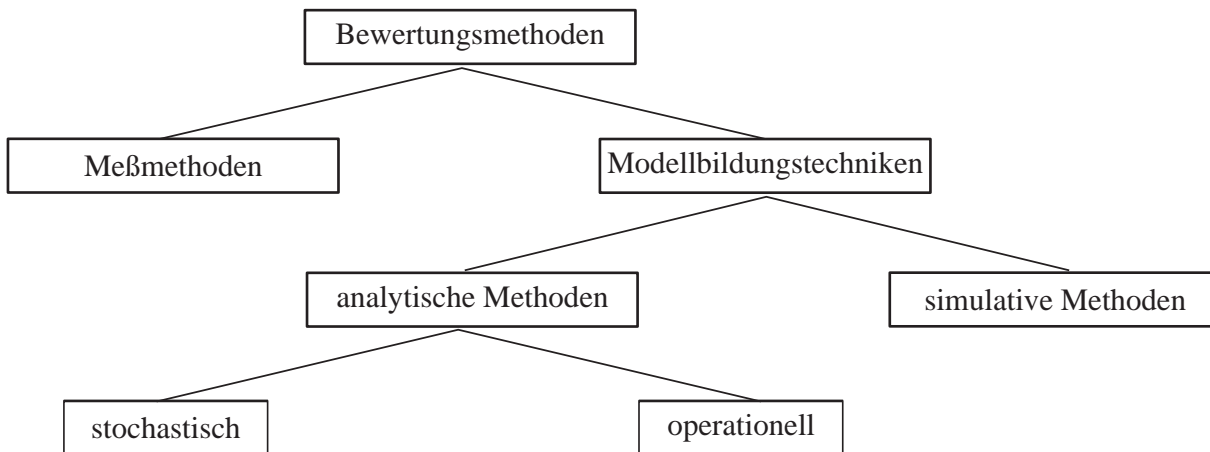 Bewertungsmethoden
Meßmethoden
Modellbildungstechniken
analytische Methoden
simulative Methoden
stochastisch
operationell